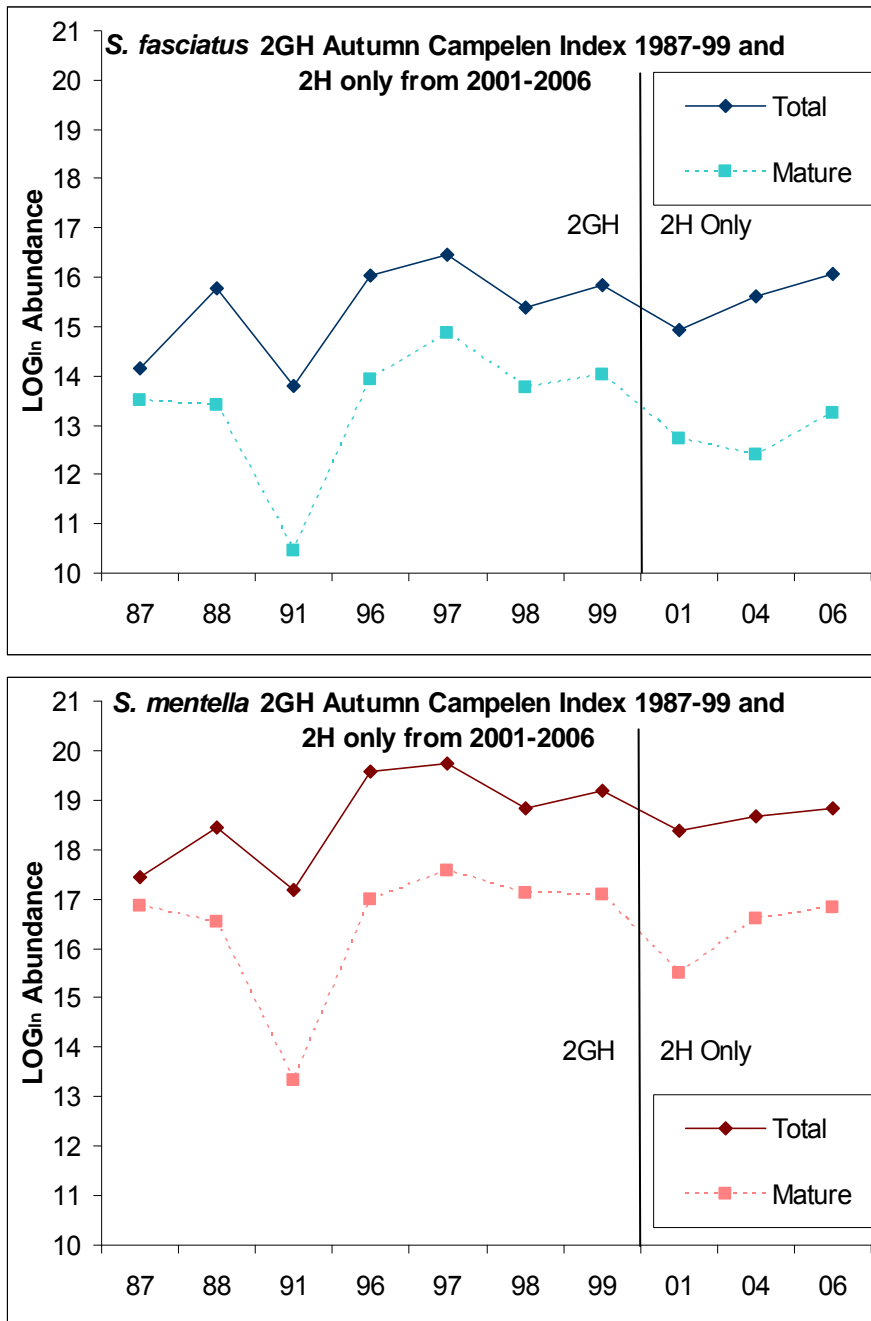 S. fasciatus 2GH Autumn Campelen Index 1987-99 and
2H only from 2001-2006
Total
Mature
2GH
2H Only
LOGln Abundance
21
20
19
18
17
16
15
14
13
12
11
10
87 88 91 96 97 98 99 01 04 06
S. mentella 2GH Autumn Campelen Index 1987-99 and
2H only from 2001-2006
LOGln Abundance
21
20
19
18
17
16
15
14
13
12
11
10
2GH
2H Only
Total
Mature
87 88 91 96 97 98 99 01 04 06